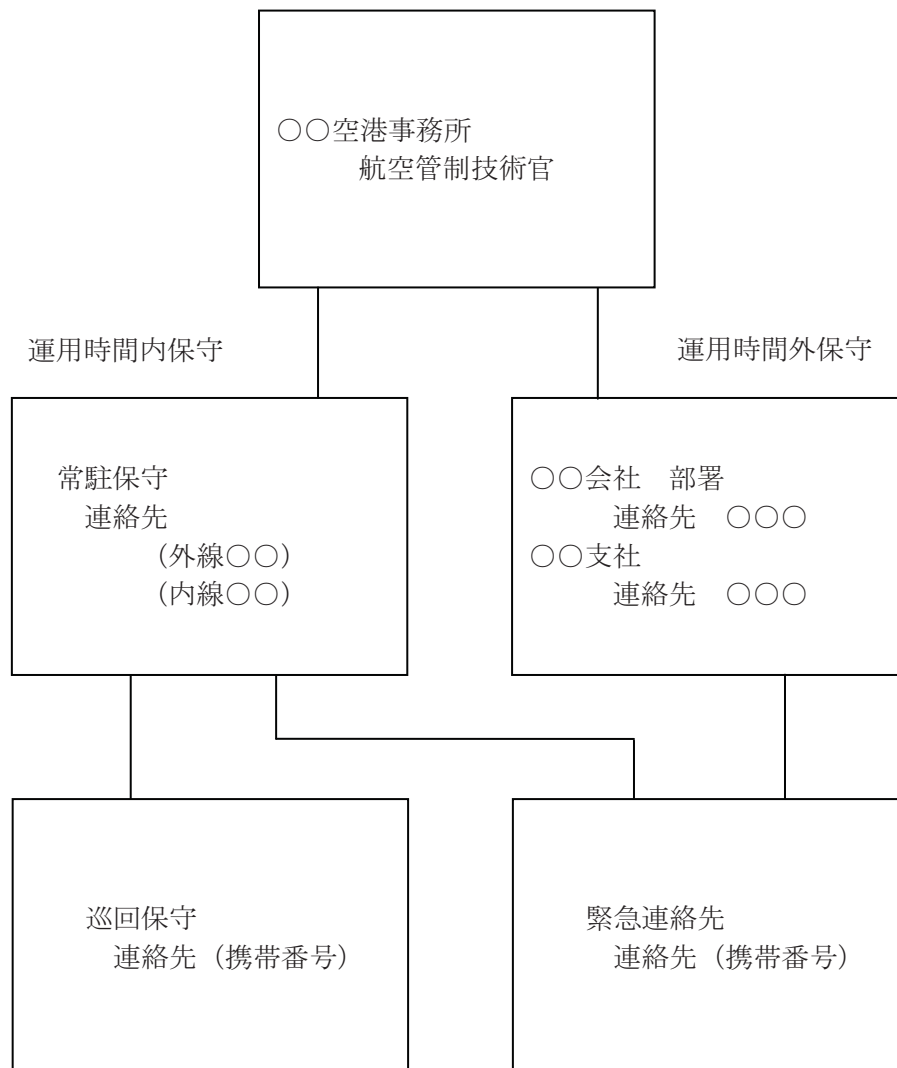 ○○空港事務所
航空管制技術官
運用時間内保守
運用時間外保守
常駐保守
連絡先
（外線○○）
（内線○○）
○○会社　部署
連絡先　○○○
○○支社
連絡先　○○○
巡回保守
連絡先（携帯番号）
緊急連絡先
連絡先（携帯番号）